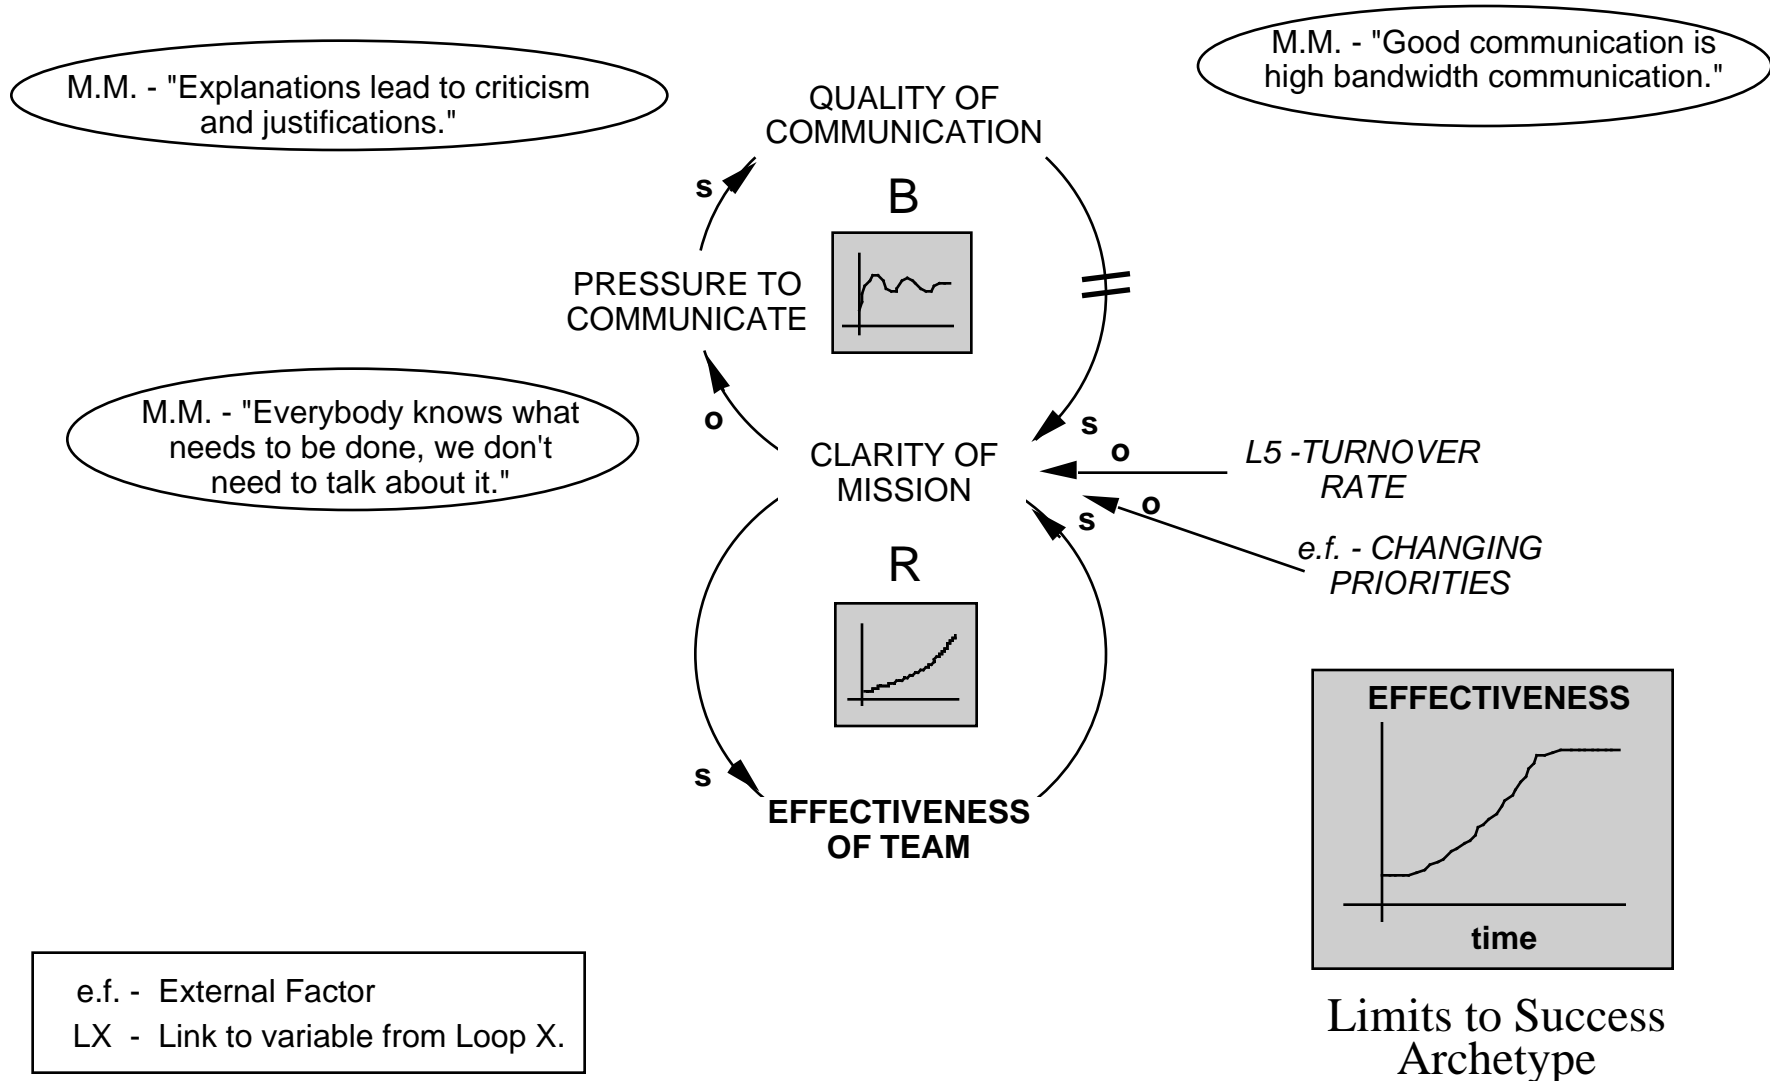 M.M. - "Explanations lead to criticism
and justifications."
M.M. - "Good communication is
high bandwidth communication."
QUALITY OF
COMMUNICATION
s
B
PRESSURE TO
COMMUNICATE
o
M.M. - "Everybody knows what
needs to be done, we don't
need to talk about it."
CLARITY OF
MISSION
s
o
L5 -TURNOVER
RATE
s
o
e.f. - CHANGING
PRIORITIES
R
s
EFFECTIVENESS
OF TEAM
EFFECTIVENESS
time
Limits to Success
Archetype
e.f. - External Factor
LX - Link to variable from Loop X.